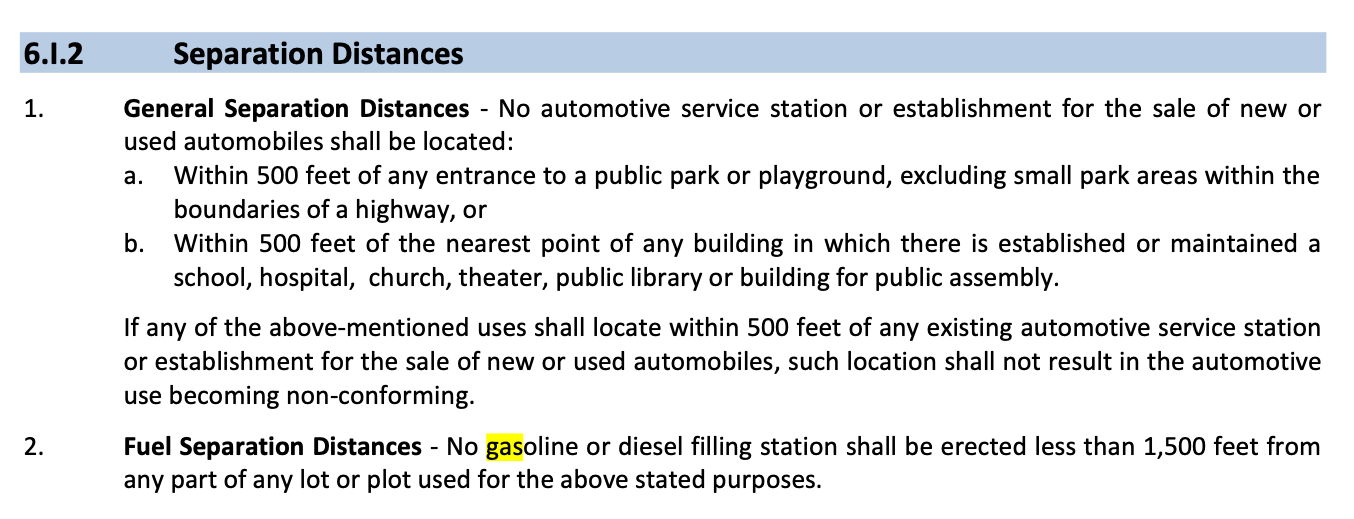 6.I.2 Separation Distances
1. General Separation Distances - No automotive service station or establishment for the sale of new or
used automobiles shall be located:
a. Within 500 feet of any entrance to a public park or playground, excluding small park areas within the
boundaries of a highway, or
b. Within 500 feet of the nearest point of any building in which there is established or maintained a
school, hospital, church, theater, public library or building for public assembly.
If any of the above-mentioned uses shall locate within 500 feet of any existing automotive service station
or establishment for the sale of new or used automobiles, such location shall not result in the automotive
use becoming non-conforming.
2. Fuel Separation Distances - No gasoline or diesel filling station shall be erected less than 1,500 feet from
any part of any lot or plot used for the above stated purposes.